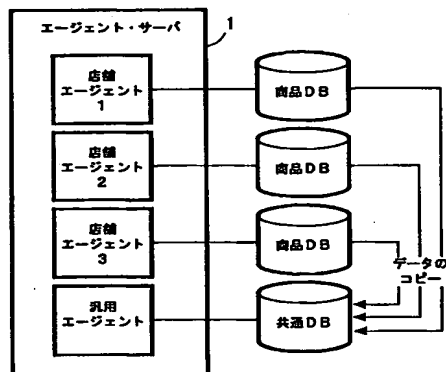 エージェント・サーバ
1
店舗
エージェント
1
商品DB
店舗
エージェント
2
商品DB
店舗
エージェント
3
商品DB
データの
コピー
汎用
エージェント
共通DB